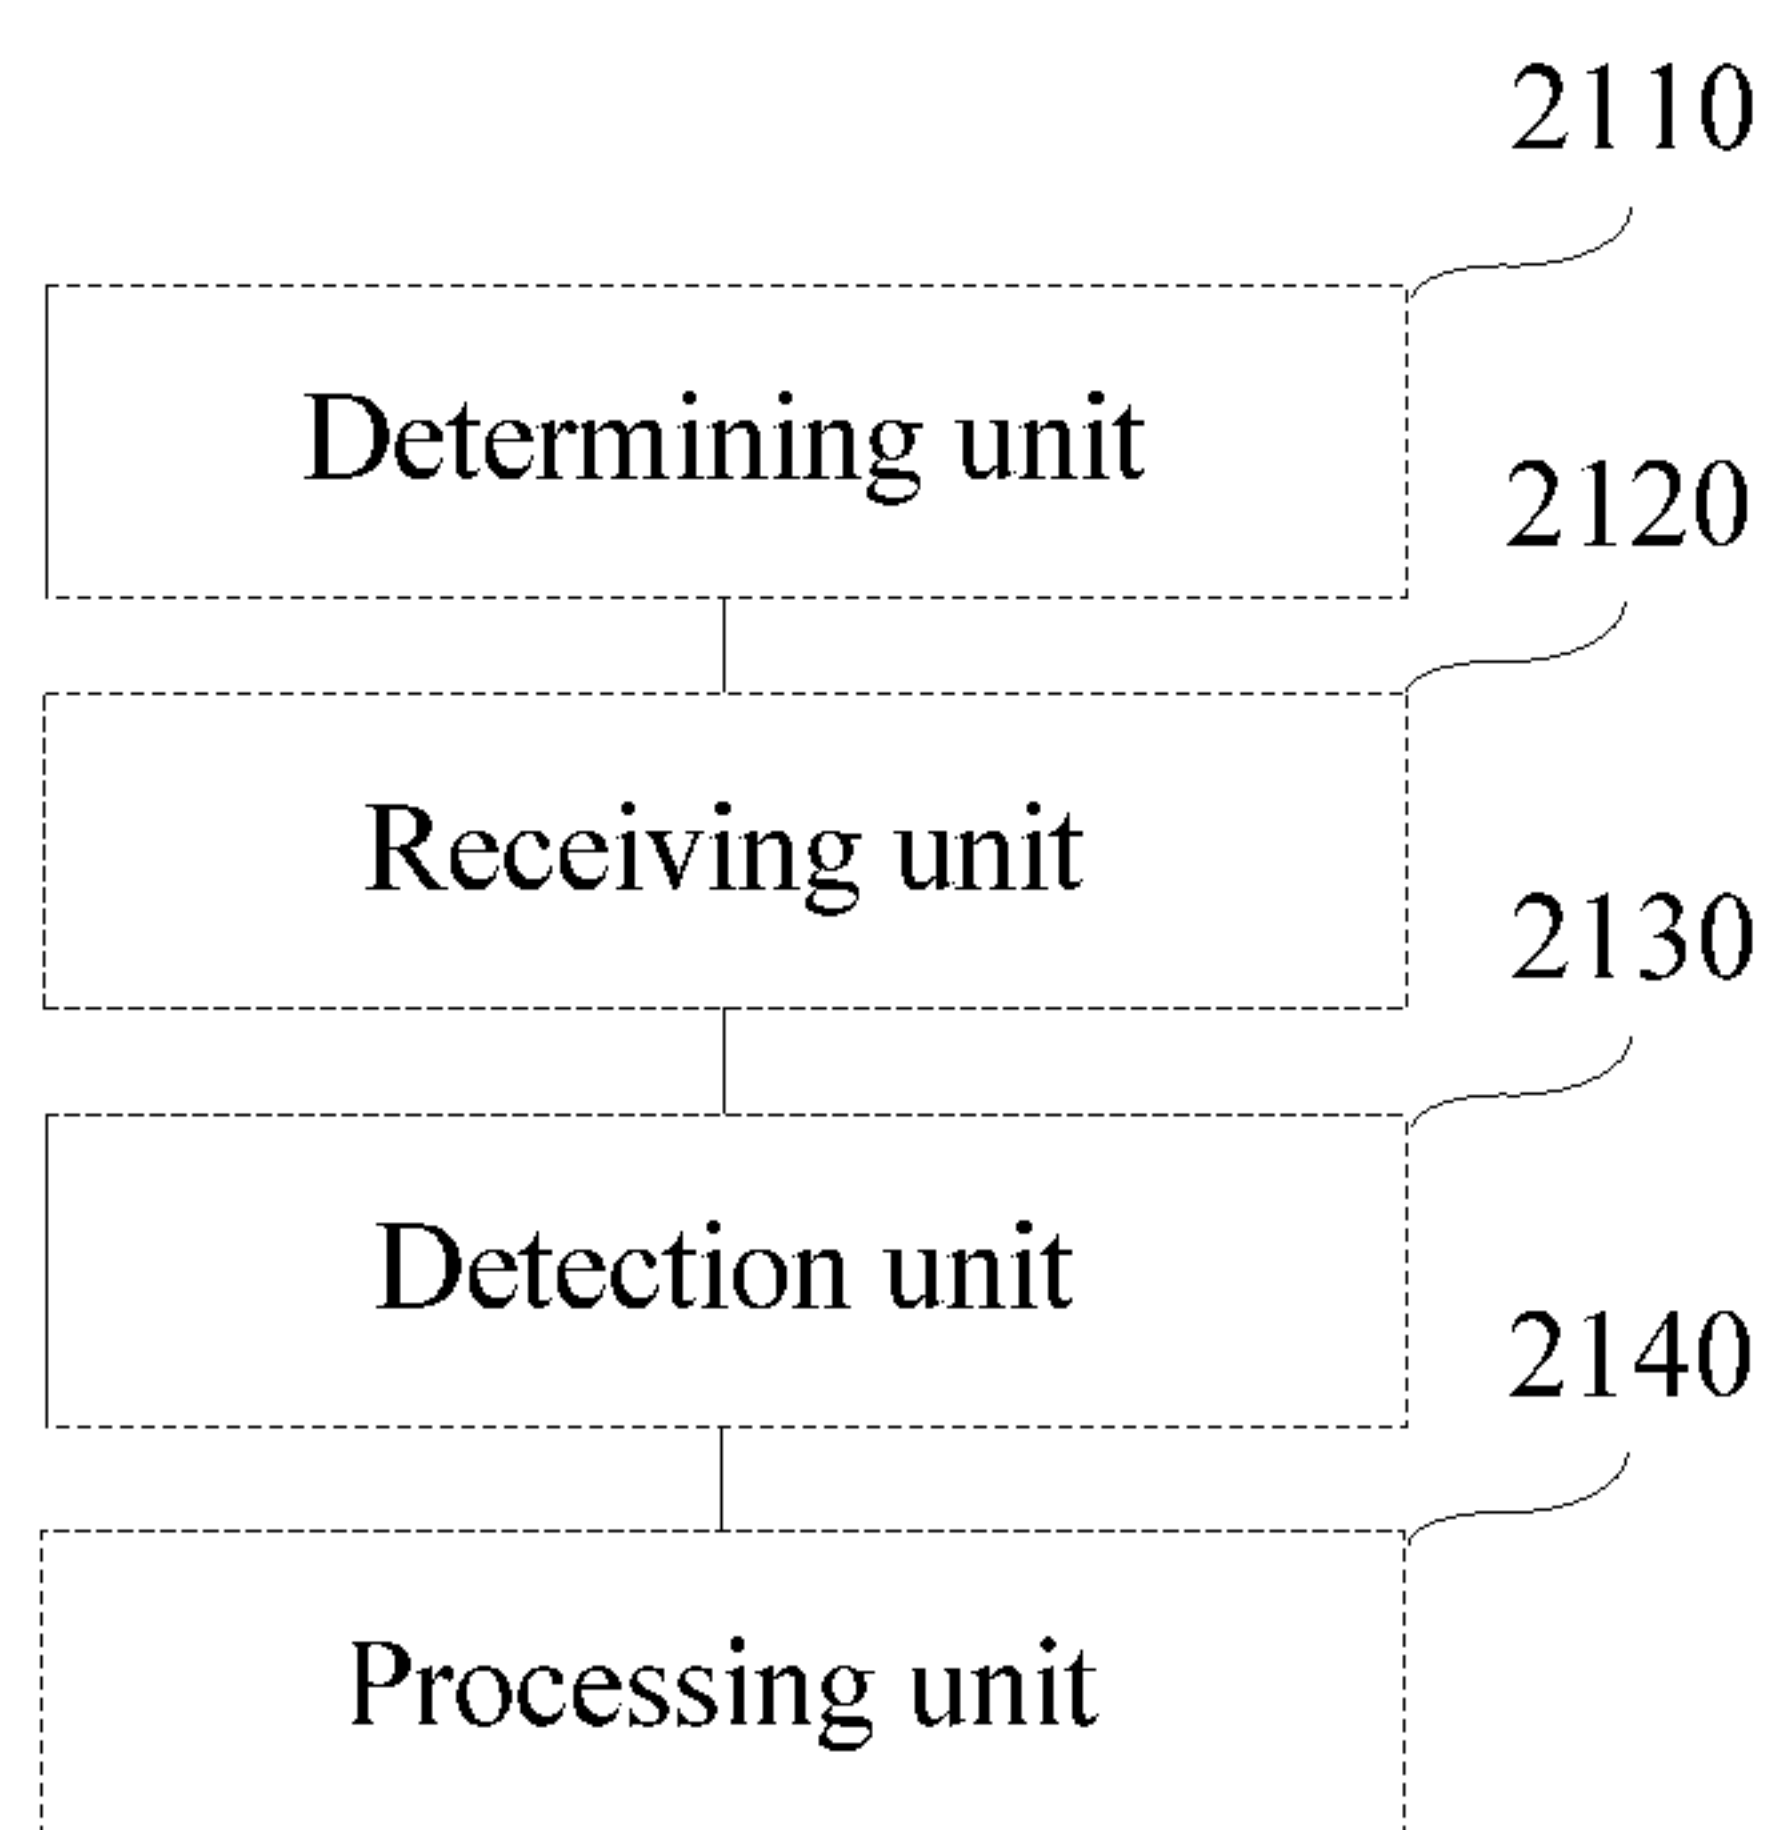 2110
Determining unit
2120
Receiving unit
2130
Detection unit
2140
Processing unit